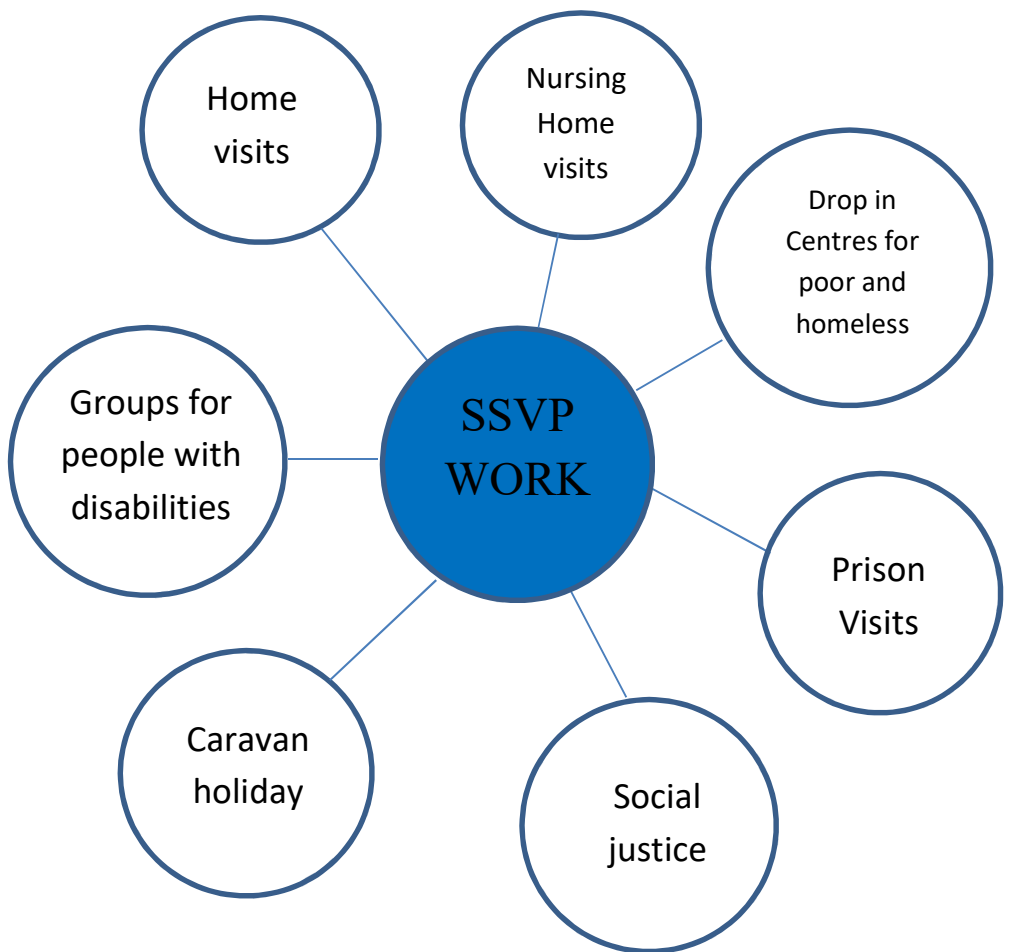 Home
visits
Nursing
Home
visits
Drop in
Centres for
poor and
homeless
SSVP
WORK
Groups for
people with
disabilities
Prison
Visits
Caravan
holiday
Social
justice